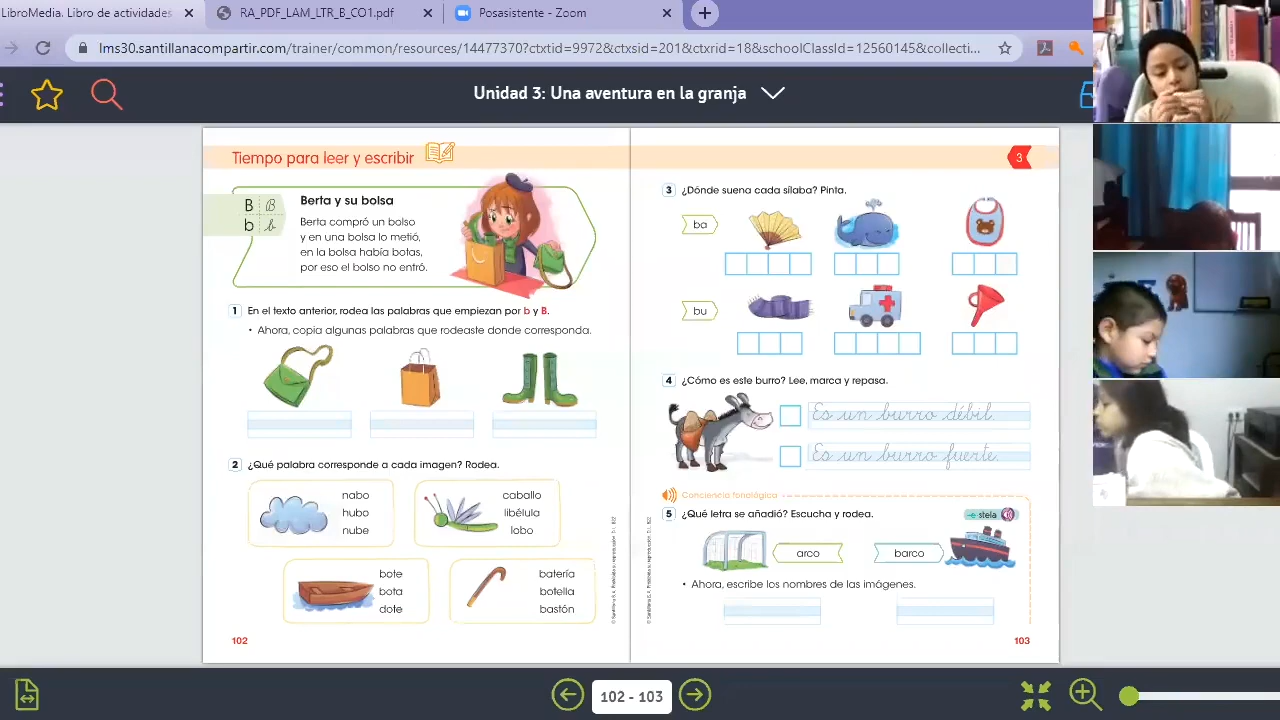 LibroMedia. Libro de actividades
RA_PDF_LAM_LTR_B_CO1.pdf
Posasistente - Zoom
lms30.santillanacompartir.com/trainer/common/resources/14477370?ctxtid=9972&ctxsid=201&ctxrid=18&schoolClassId=12560145&collecti...
Unidad 3: Una aventura en la granja
Tiempo para leer y escribir
B B
b b
Berta y su bolsa
Berta compró un bolso
y en una bolsa lo metió,
en la bolsa había botas,
por eso el bolso no entró.
1 En el texto anterior, rodea las palabras que empiezan por b y B.
• Ahora, copia algunas palabras que rodeaste donde corresponda.
2 ¿Qué palabra corresponde a cada imagen? Rodea.
nabo
hubo
nube
caballo
libélula
lobo
bote
bota
dote
batería
botella
bastón
102
3
3 ¿Dónde suena cada sílaba? Pinta.
ba
bu
4 ¿Cómo es este burro? Lee, marca y repasa.
Es un burro débil.
Es un burro fuerte.
Conciencia fonológica
5 ¿Qué letra se añadió? Escucha y rodea.
stela
arco
barco
• Ahora, escribe los nombres de las imágenes.
103
102 - 103